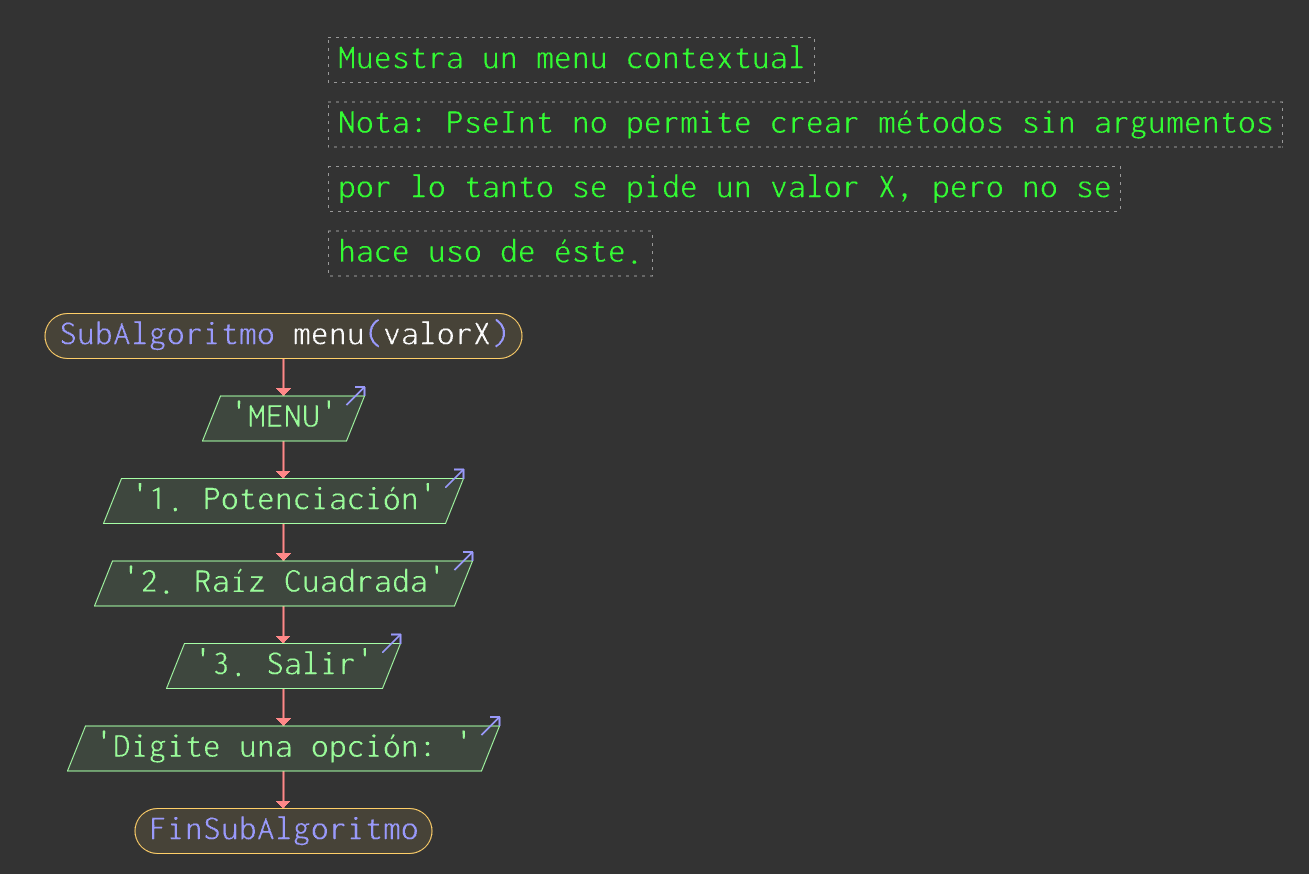 Muestra un menu contextual
Nota: PseInt no permite crear métodos sin argumentos
por lo tanto se pide un valor X, pero no se
hace uso de éste.
SubAlgoritmo menu(valorX)
'MENU'
'1. Potenciación'
'2. Raíz Cuadrada'
'3. Salir'
'Digite una opción: '
FinSubAlgoritmo